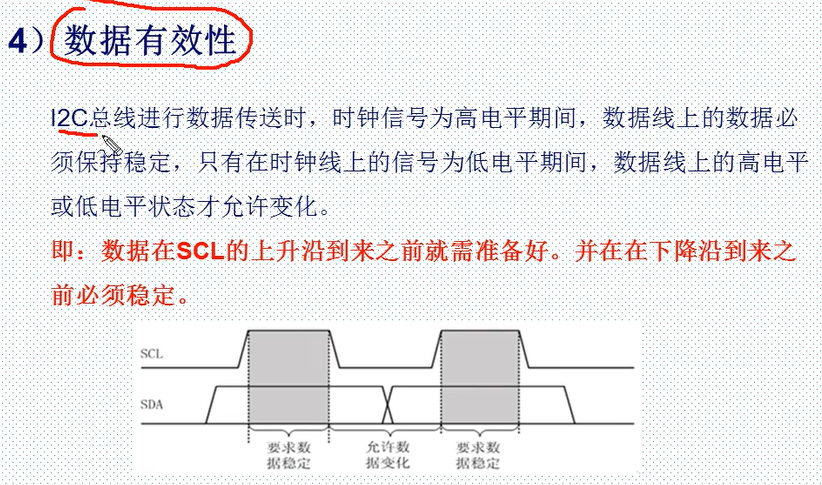 4）数据有效性
I2C总线进行数据传送时，时钟信号为高电平期间，数据线上的数据必
须保持稳定，只有在时钟线上的信号为低电平期间，数据线上的高电平
或低电平状态才允许变化。
即：数据在SCL的上升沿到来之前就需准备好。并在在下降沿到来之
前必须稳定。
SCL
SDA
要求数
据稳定
允许数
据变化
要求数
据稳定